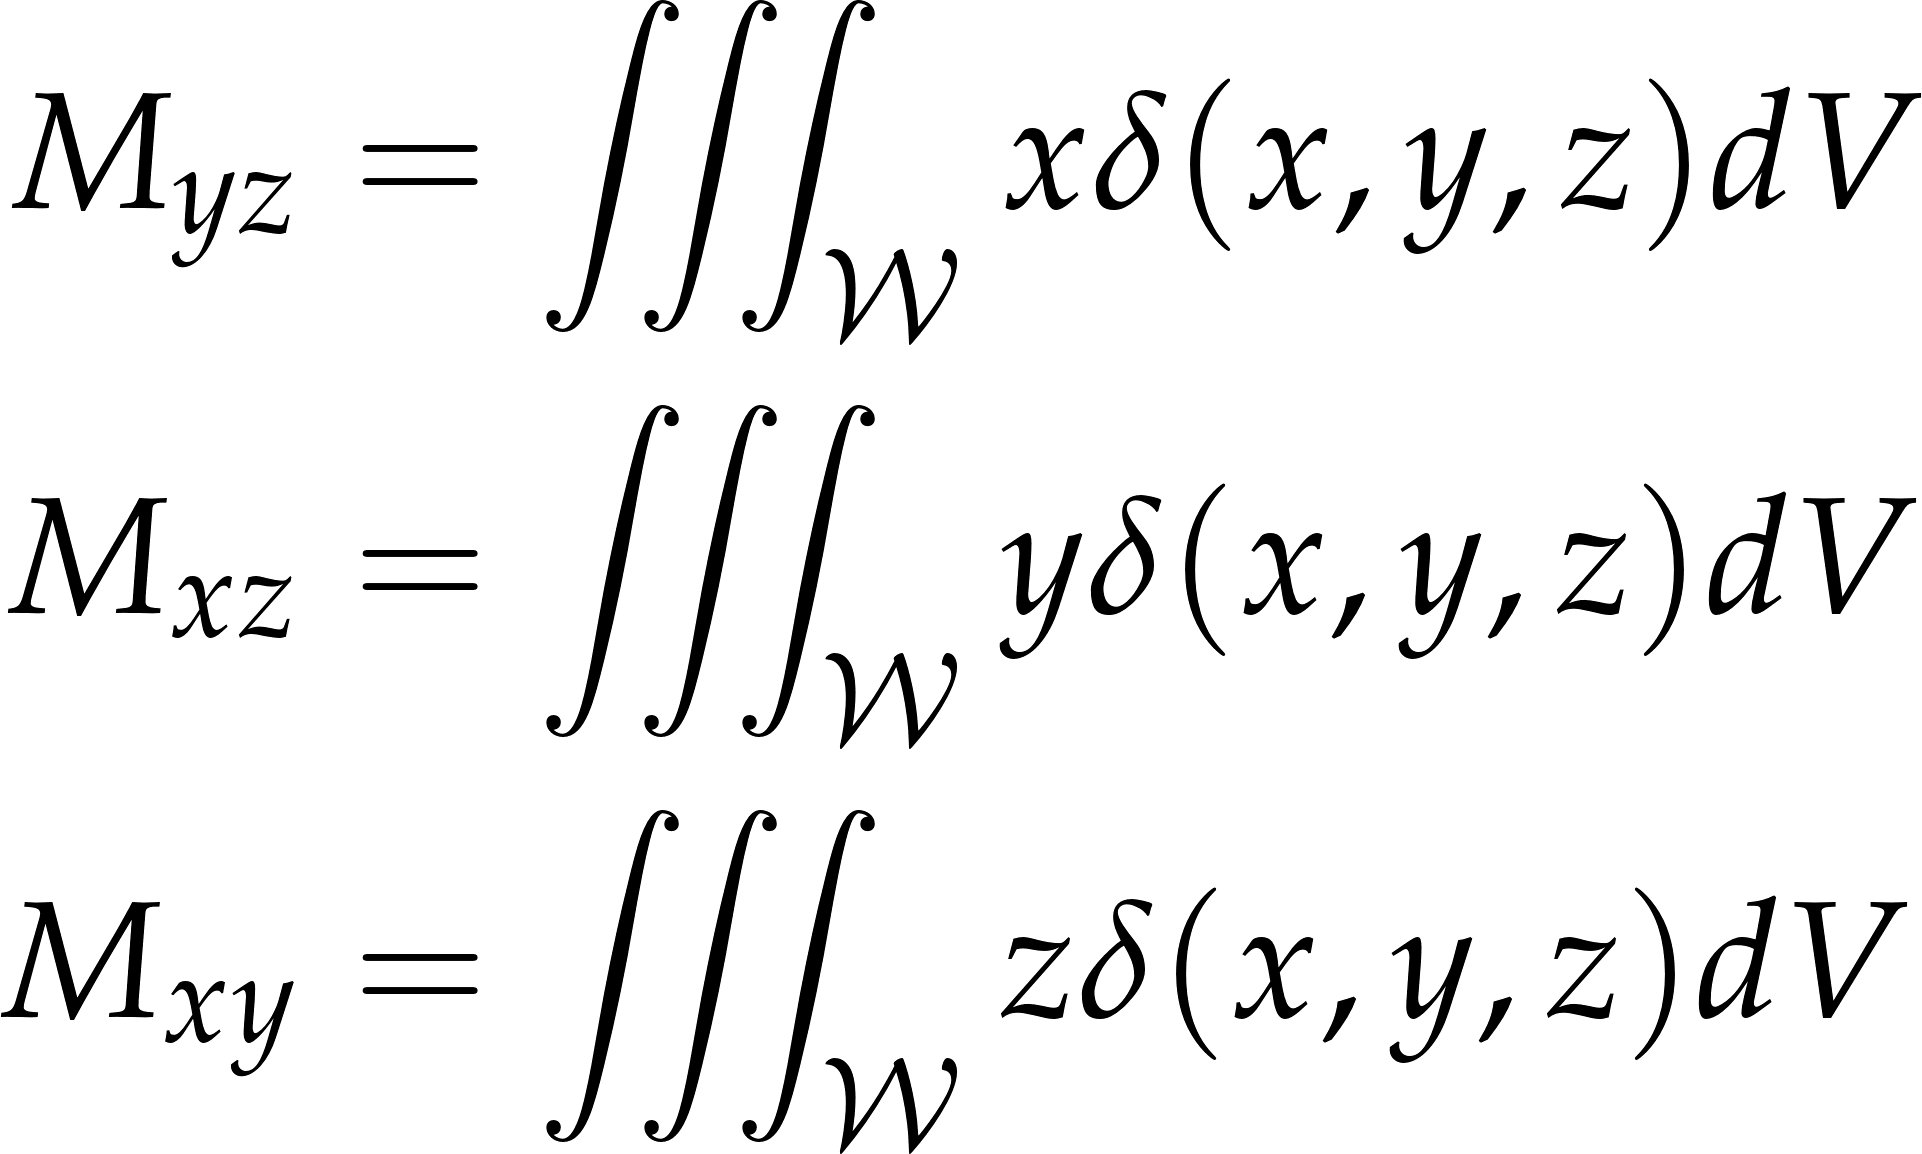 M_{yz} = ∭_𝒲 xδ(x, y, z)dV
M_{xz} = ∭_𝒲 yδ(x, y, z)dV
M_{xy} = ∭_𝒲 zδ(x, y, z)dV